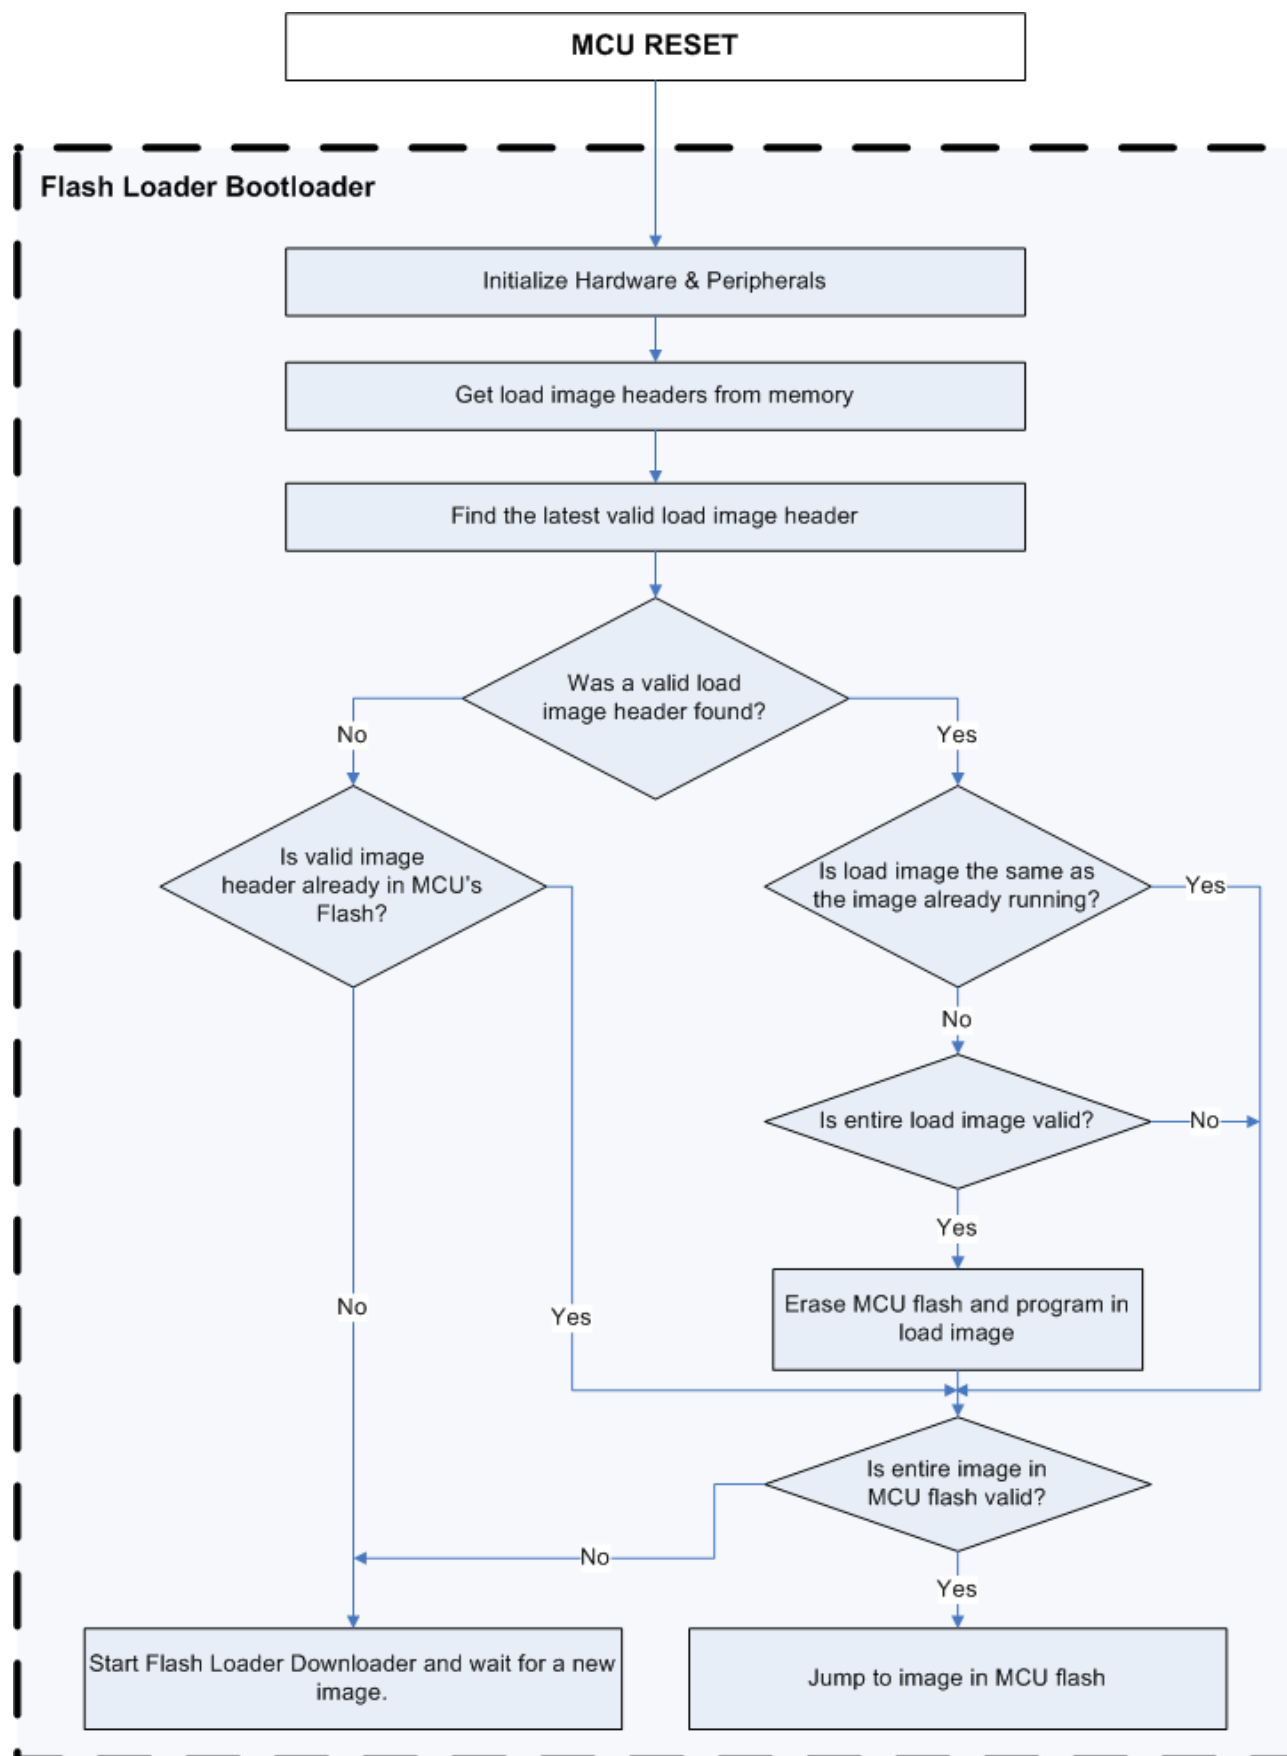 MCU RESET
Flash Loader Bootloader
Initialize Hardware & Peripherals
Get load image headers from memory
Find the latest valid load image header
Was a valid load
image header found?
No
Yes
Is valid image
header already in MCU's
Flash?
Is load image the same as
the image already running?
Yes
No
Is entire load image valid?
No
Yes
Erase MCU flash and program in
load image
No
Yes
Is entire image in
MCU flash valid?
No
Yes
Start Flash Loader Downloader and wait for a new
image.
Jump to image in MCU flash